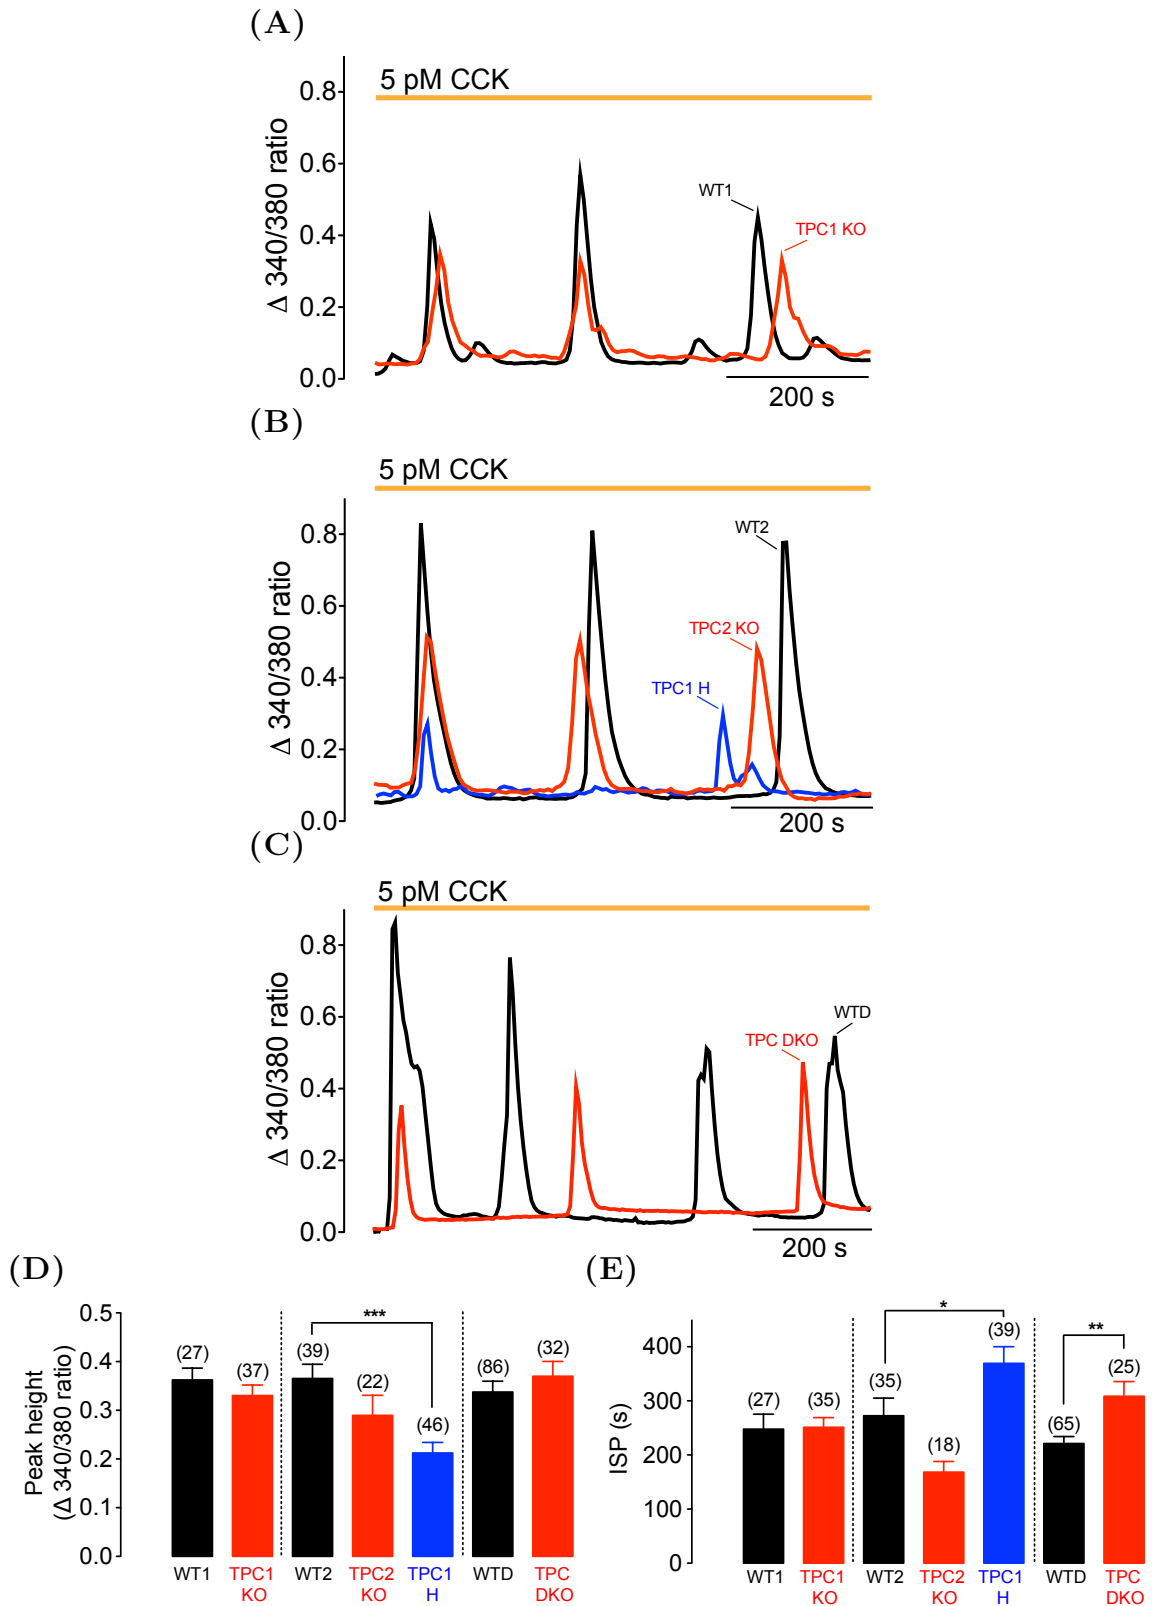 (A)
5 pM CCK
0.8
0.6
0.4
0.2
0.0
Δ 340/380 ratio
WT1
TPC1 KO
200 s
(B)
5 pM CCK
0.8
0.6
0.4
0.2
0.0
Δ 340/380 ratio
WT2
TPC2 KO
TPC1 H
200 s
(C)
5 pM CCK
0.8
0.6
0.4
0.2
0.0
Δ 340/380 ratio
WTD
TPC DKO
200 s
(D)
0.5
0.4
0.3
0.2
0.1
0.0
Peak height
(Δ 340/380 ratio)
***
(27)
(37)
(39)
(22)
(46)
(86)
(32)
WT1
TPC1
KO
WT2
TPC2
KO
TPC1
H
WTD
TPC
DKO
(E)
400
300
200
100
0
ISP (s)
*
**
(27)
(35)
(35)
(18)
(39)
(65)
(25)
WT1
TPC1
KO
WT2
TPC2
KO
TPC1
H
WTD
TPC
DKO